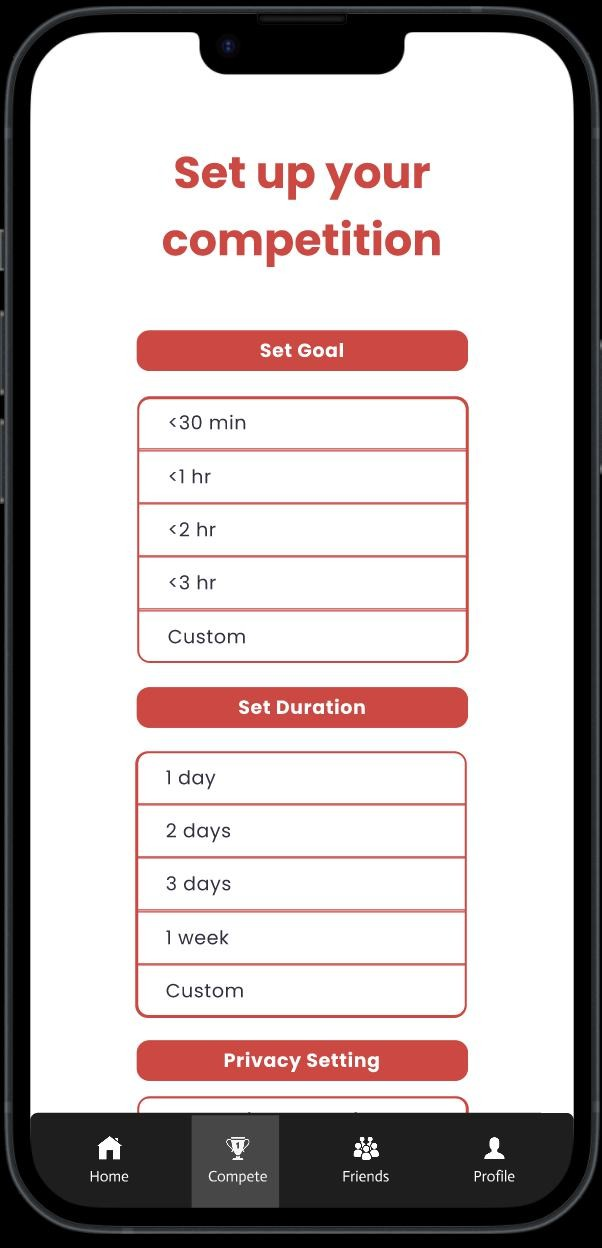 Set up your
competition
Set Goal
<30 min
<1 hr
<2 hr
<3 hr
Custom
Set Duration
1 day
2 days
3 days
1 week
Custom
Privacy Setting
Home
Compete
Friends
Profile